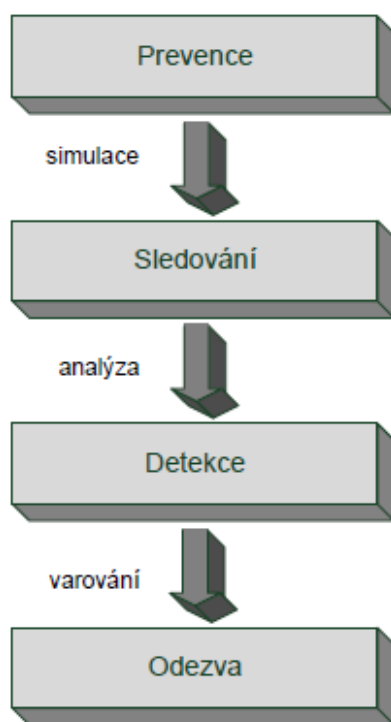 Prevence
simulace
Sledování
analýza
Detekce
varování
Odezva